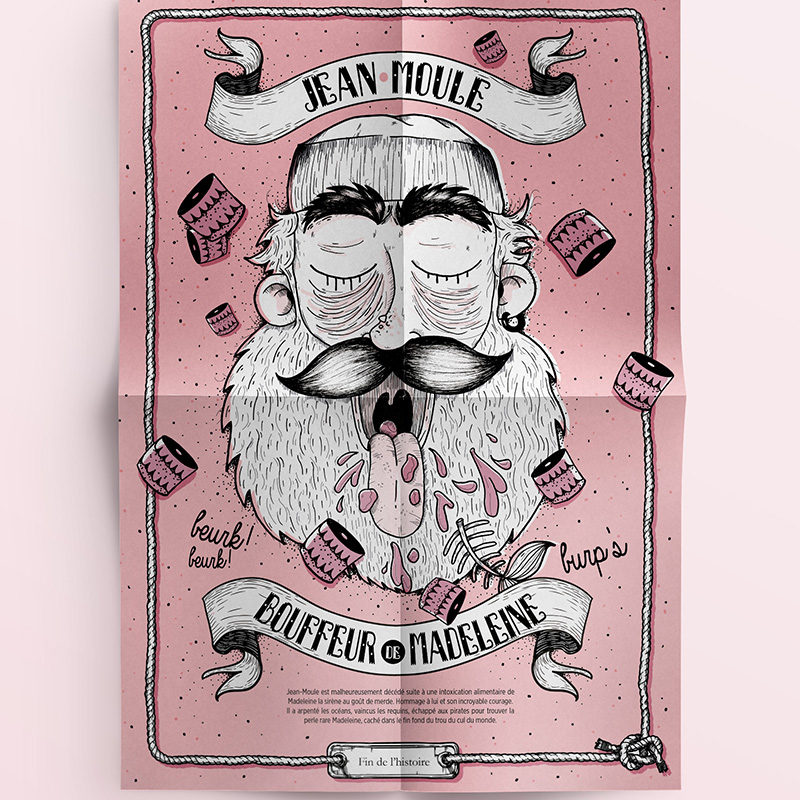 JEAN • MOULE
beurk!
beurk!
burp's
BOUFFEUR DE MADELEINE
Jean-Moule est malheureusement décédé suite à une intoxication alimentaire de
Madeleine la sirène au goût de merde. Hommage à lui et son incroyable courage.
Il a arpenté les océans, vaincus les requins, échappé aux pirates pour trouver la
perle rare Madeleine, caché dans le fin fond du trou du cul du monde.
Fin de l'histoire